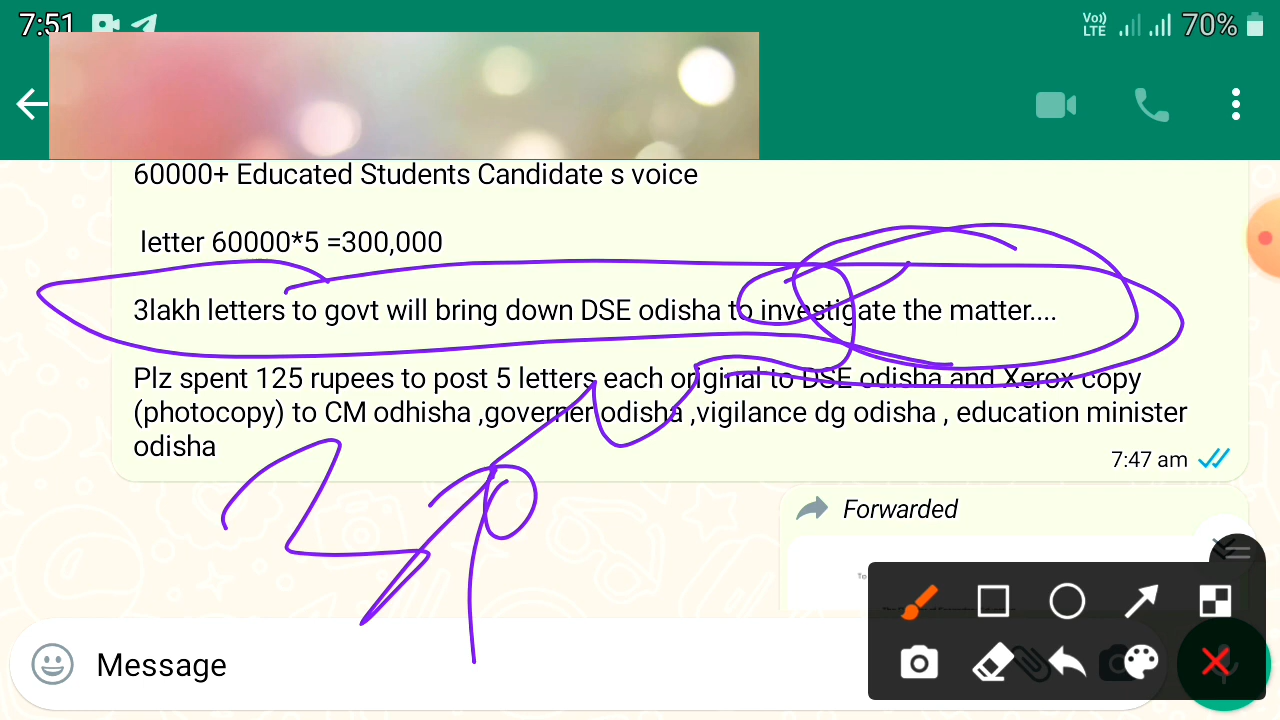 7:51
Vo))
LTE
70%
60000+ Educated Students Candidate s voice
letter 60000*5 =300,000
3lakh letters to govt will bring down DSE odisha to investigate the matter....
Plz spent 125 rupees to post 5 letters each original to DSE odisha and Xerox copy
(photocopy) to CM odhisha ,governer odisha ,vigilance dg odisha , education minister
odisha
7:47 am
Forwarded
To
Message